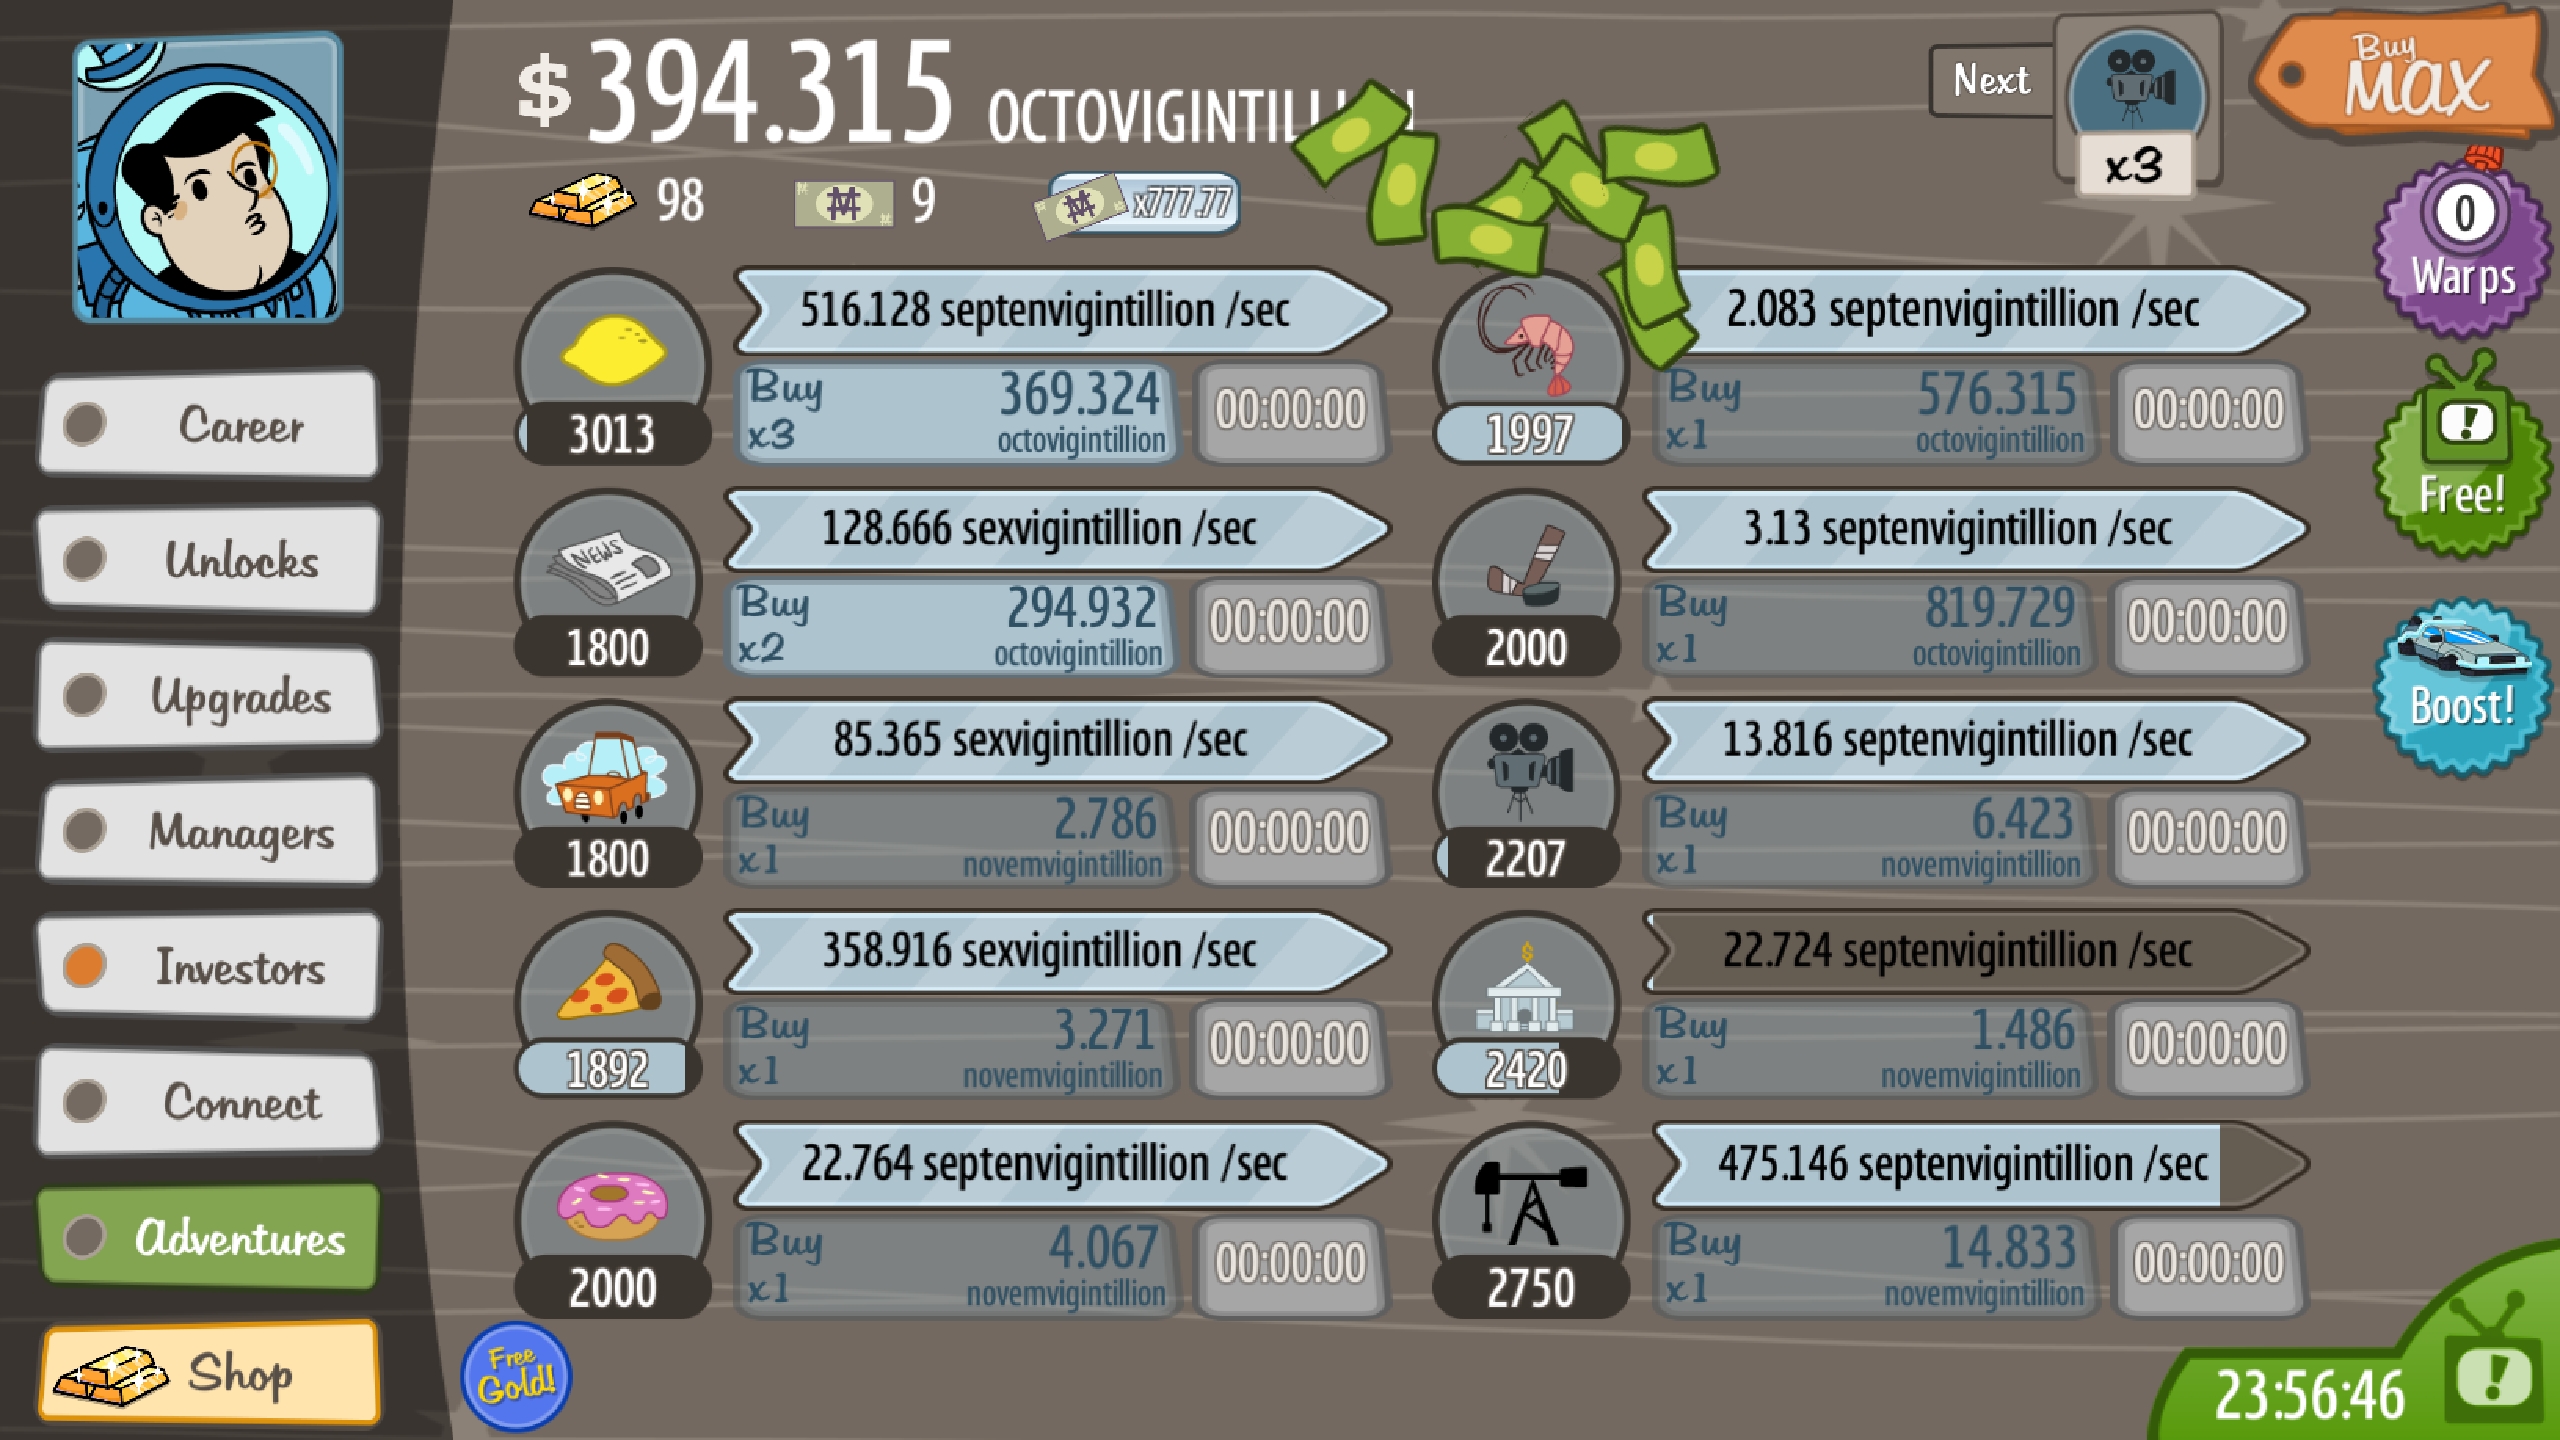 $ 394.315 OCTOVIGINTILLION
Next
x3
Buy
MAX
98
9
x777.77
0
Warps
Free!
Boost!
Career
Unlocks
Upgrades
Managers
Investors
Connect
Adventures
Shop
516.128 septenvigintillion /sec
3013
Buy 369.324
x3 octovigintillion
00:00:00
NEWS
128.666 sexvigintillion /sec
1800
Buy 294.932
x2 octovigintillion
00:00:00
85.365 sexvigintillion /sec
1800
Buy 2.786
x1 novemvigintillion
00:00:00
358.916 sexvigintillion /sec
1892
Buy 3.271
x1 novemvigintillion
00:00:00
22.764 septenvigintillion /sec
2000
Buy 4.067
x1 novemvigintillion
00:00:00
2.083 septenvigintillion /sec
1997
Buy 576.315
x1 octovigintillion
00:00:00
3.13 septenvigintillion /sec
2000
Buy 819.729
x1 octovigintillion
00:00:00
13.816 septenvigintillion /sec
2207
Buy 6.423
x1 novemvigintillion
00:00:00
22.724 septenvigintillion /sec
2420
Buy 1.486
x1 novemvigintillion
00:00:00
475.146 septenvigintillion /sec
2750
Buy 14.833
x1 novemvigintillion
00:00:00
Free
Gold!
23:56:46